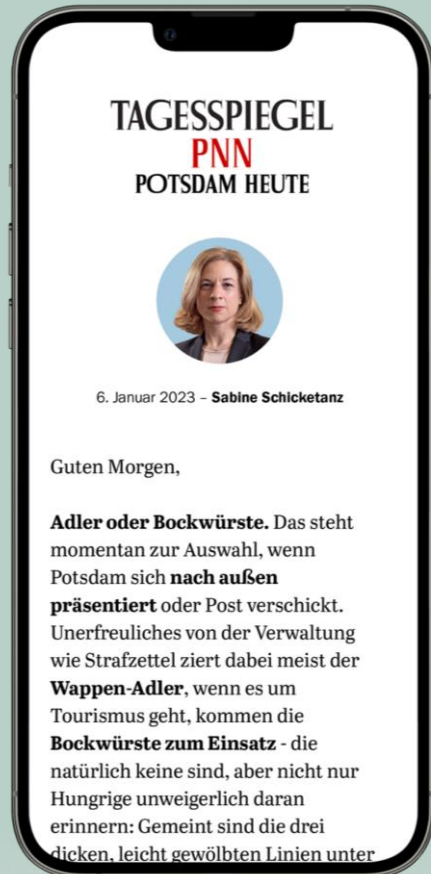 TAGESSPIEGEL
PNN
POTSDAM HEUTE
6. Januar 2023 – Sabine Schicketanz
Guten Morgen,
Adler oder Bockwürste. Das steht
momentan zur Auswahl, wenn
Potsdam sich nach außen
präsentiert oder Post verschickt.
Unerfreuliches von der Verwaltung
wie Strafzettel ziert dabei meist der
Wappen-Adler, wenn es um
Tourismus geht, kommen die
Bockwürste zum Einsatz - die
natürlich keine sind, aber nicht nur
Hungrige unweigerlich daran
erinnern: Gemeint sind die drei
dicken, leicht gewölbten Linien unter